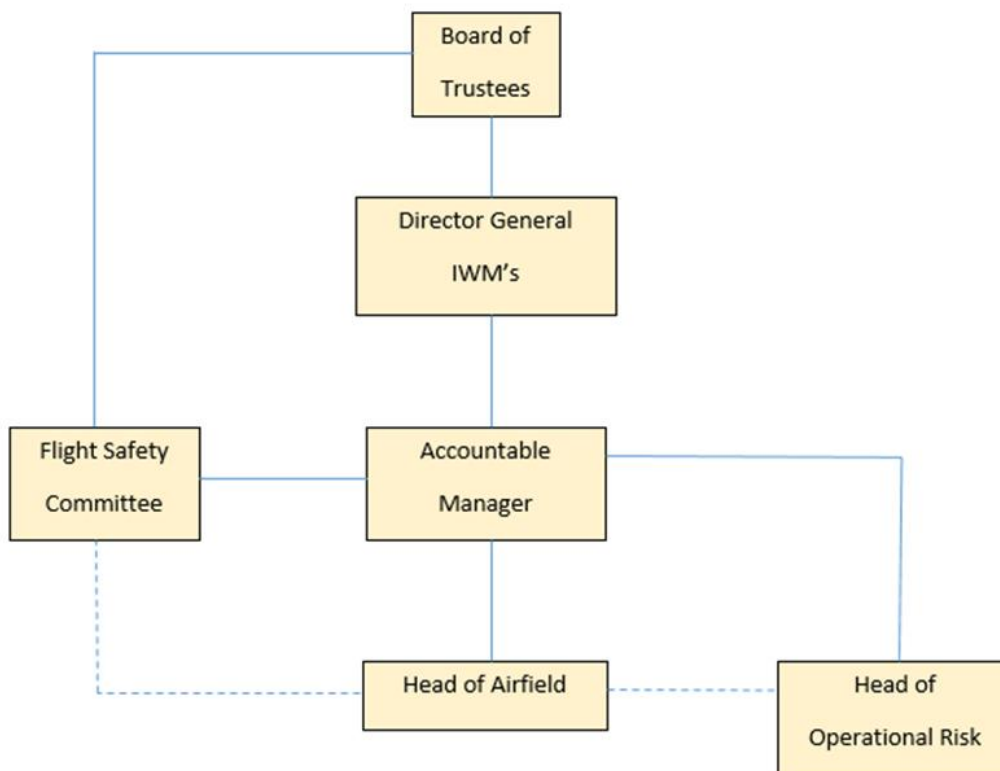 Board of
Trustees
Director General
IWM’s
Flight Safety
Committee
Accountable
Manager
Head of Airfield
Head of
Operational Risk